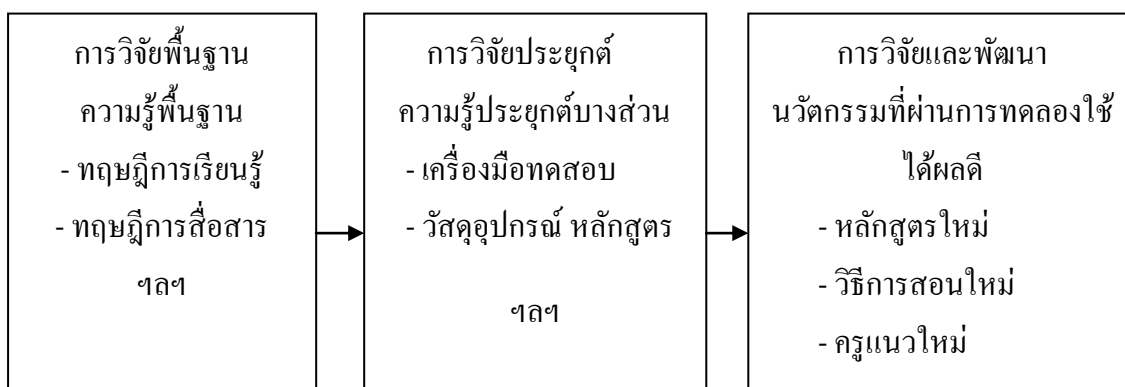 การวิจัยพื้นฐาน
ความรู้พื้นฐาน
- ทฤษฎีการเรียนรู้
- ทฤษฎีการสื่อสาร
ฯลฯ
การวิจัยประยุกต์
ความรู้ประยุกต์บางส่วน
- เครื่องมือทดสอบ
- วัสดุอุปกรณ์ หลักสูตร
ฯลฯ
การวิจัยและพัฒนา
นวัตกรรมที่ผ่านการทดลองใช้
ได้ผลดี
- หลักสูตรใหม่
- วิธีการสอนใหม่
- ครูแนวใหม่